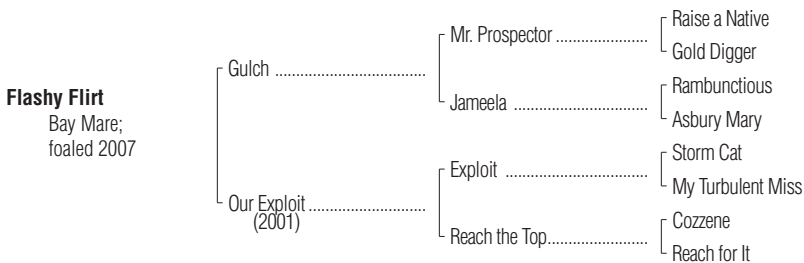 Flashy Flirt
Bay Mare;
foaled 2007
Gulch
Our Exploit
(2001)
Mr. Prospector
Jameela
Exploit
Reach the Top
Raise a Native
Gold Digger
Rambunctious
Asbury Mary
Storm Cat
My Turbulent Miss
Cozzene
Reach for It